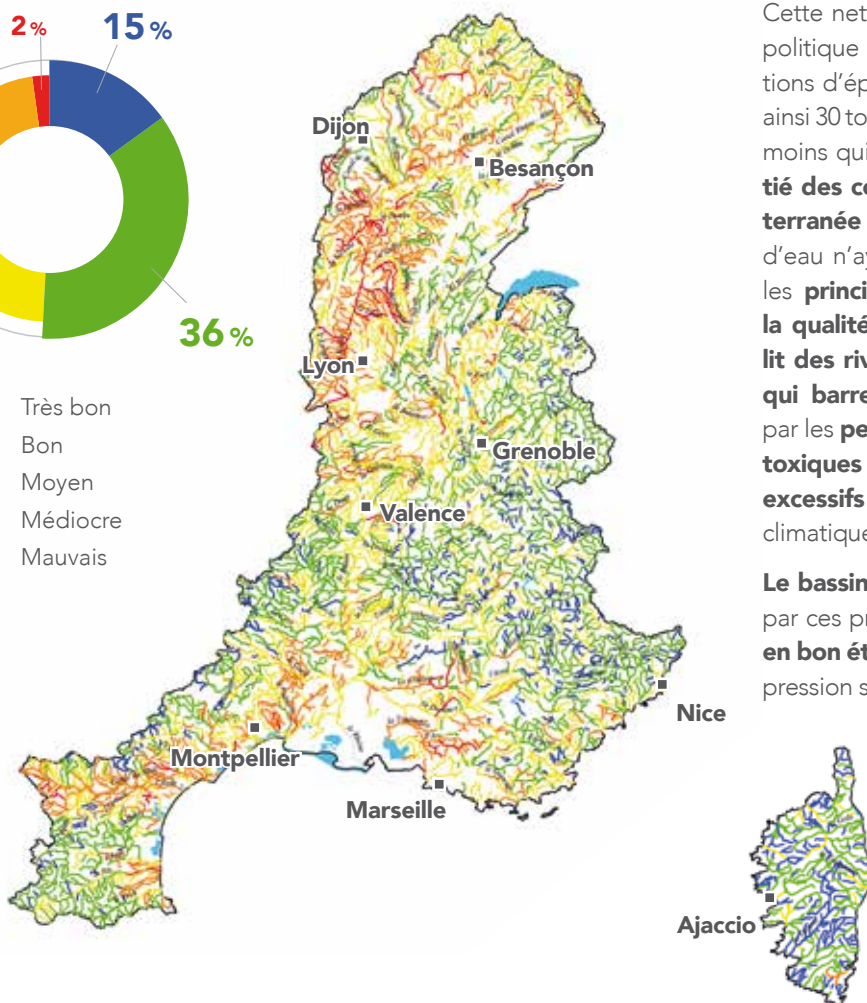 2 %
15 %
36 %
Très bon
Bon
Moyen
Médiocre
Mauvais
Dijon
Besançon
Lyon
Grenoble
Valence
Nice
Montpellier
Marseille
Ajaccio
Cette net
politique
tions d'ép
ainsi 30 to
moins qui
tié des co
terranée
d'eau n'ay
les princi
la qualité
lit des riv
qui barre
par les pe
toxiques
excessifs
climatique
Le bassin
par ces pr
en bon ét
pression s